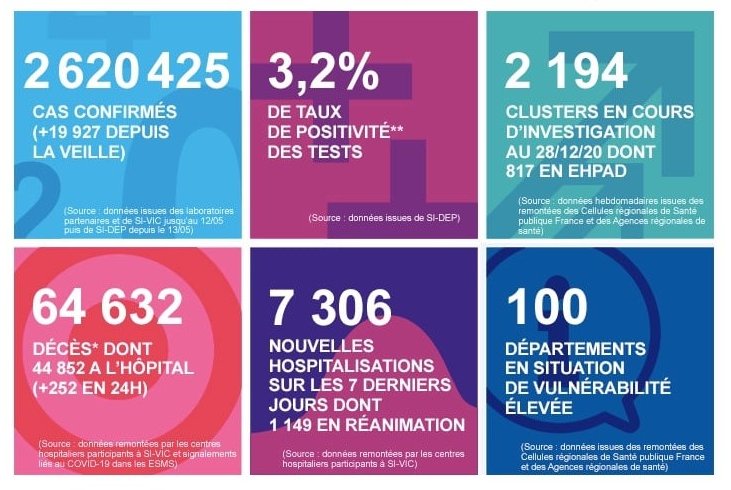 2 620 425
CAS CONFIRMÉS
(+19 927 DEPUIS
LA VEILLE)
(Source : données issues des laboratoires
partenaires et de SI-VIC jusqu'au 12/05
puis de SI-DEP depuis le 13/05)
3,2%
DE TAUX
DE POSITIVITÉ**
DES TESTS
(Source : données issues de SI-DEP)
2 194
CLUSTERS EN COURS
D'INVESTIGATION
AU 28/12/20 DONT
817 EN EHPAD
(Source : données hebdomadaires issues des
remontées des Cellules régionales de Santé
publique France et des Agences régionales de
santé)
64 632
DÉCÈS* DONT
44 852 A L'HÔPITAL
(+252 EN 24H)
(Source : données remontées par les centres
hospitaliers participants à SI-VIC et signalements
liés au COVID-19 dans les ESMS)
7 306
NOUVELLES
HOSPITALISATIONS
SUR LES 7 DERNIERS
JOURS DONT
1 149 EN RÉANIMATION
(Source : données remontées par les centres
hospitaliers participants à SI-VIC)
100
DÉPARTEMENTS
EN SITUATION
DE VULNÉRABILITÉ
ÉLEVÉE
(Source : données issues des remontées des
Cellules régionales de Santé publique France
et des Agences régionales de santé)